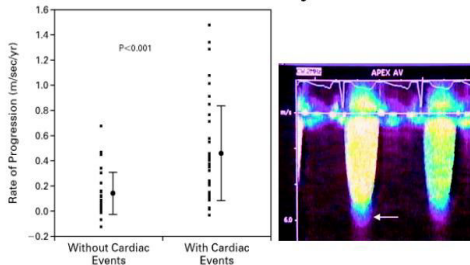 Rate of Progression (m/sec/yr)
1.6
1.4
1.2
1.0
0.8
0.6
0.4
0.2
0.0
−0.2
P<0.001
Without Cardiac
Events
With Cardiac
Events
APEX AV
m/s
6.0